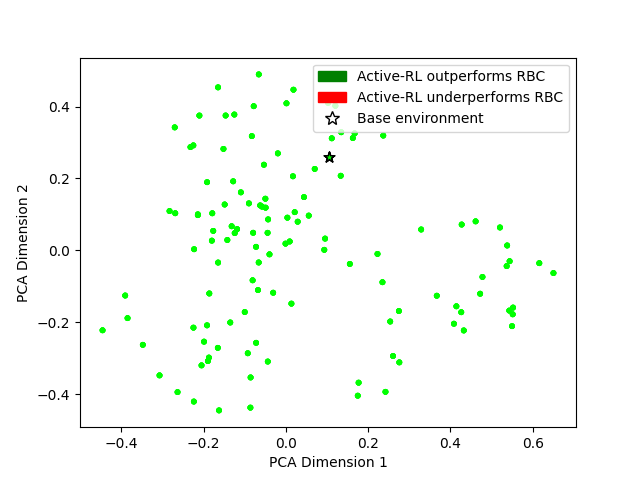 Active-RL outperforms RBC
Active-RL underperforms RBC
Base environment
PCA Dimension 2
0.4
0.2
0.0
−0.2
−0.4
−0.4 −0.2 0.0 0.2 0.4 0.6
PCA Dimension 1